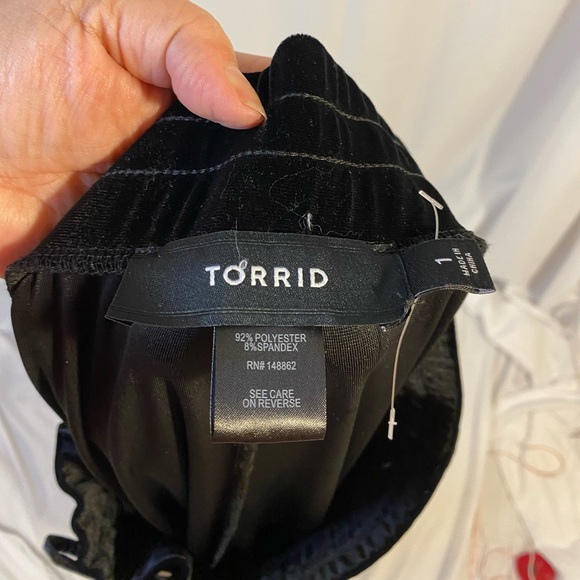 TORRID
1
MADE IN
CHINA
92% POLYESTER
8%SPANDEX
RN# 148862
SEE CARE
ON REVERSE